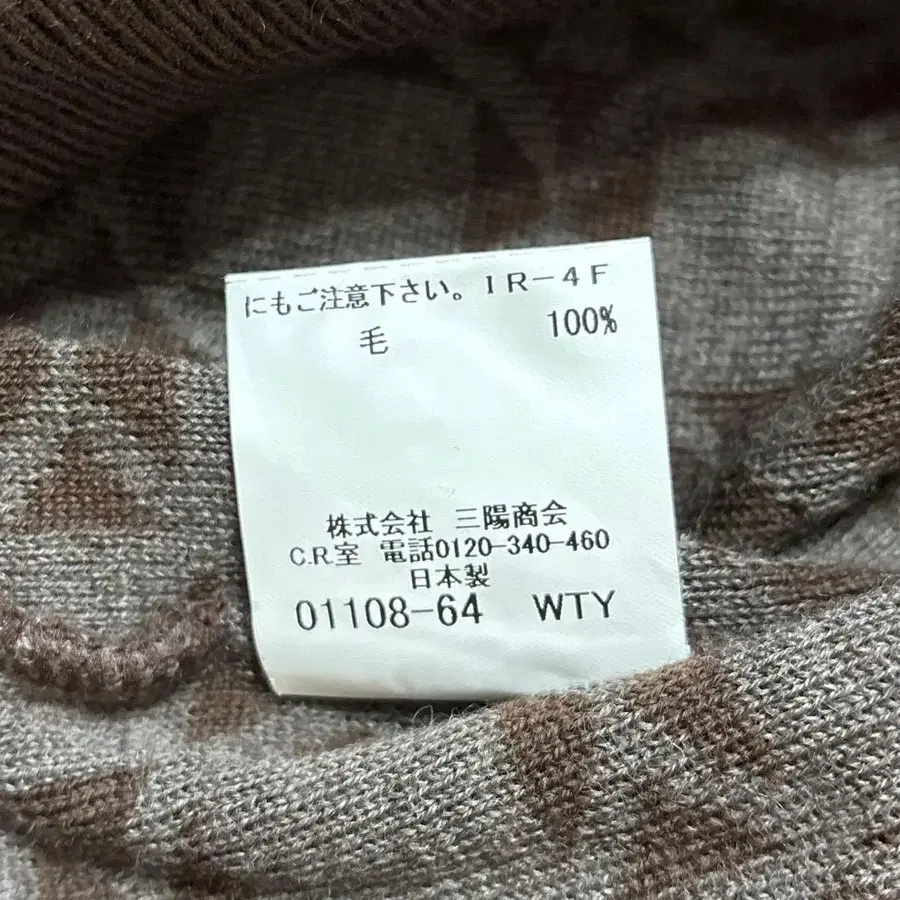 にもご注意下さい。IR-4F
毛 100%
株式会社 三陽商会
C.R.室 電話0120-340-460
日本製
01108-64 WTY